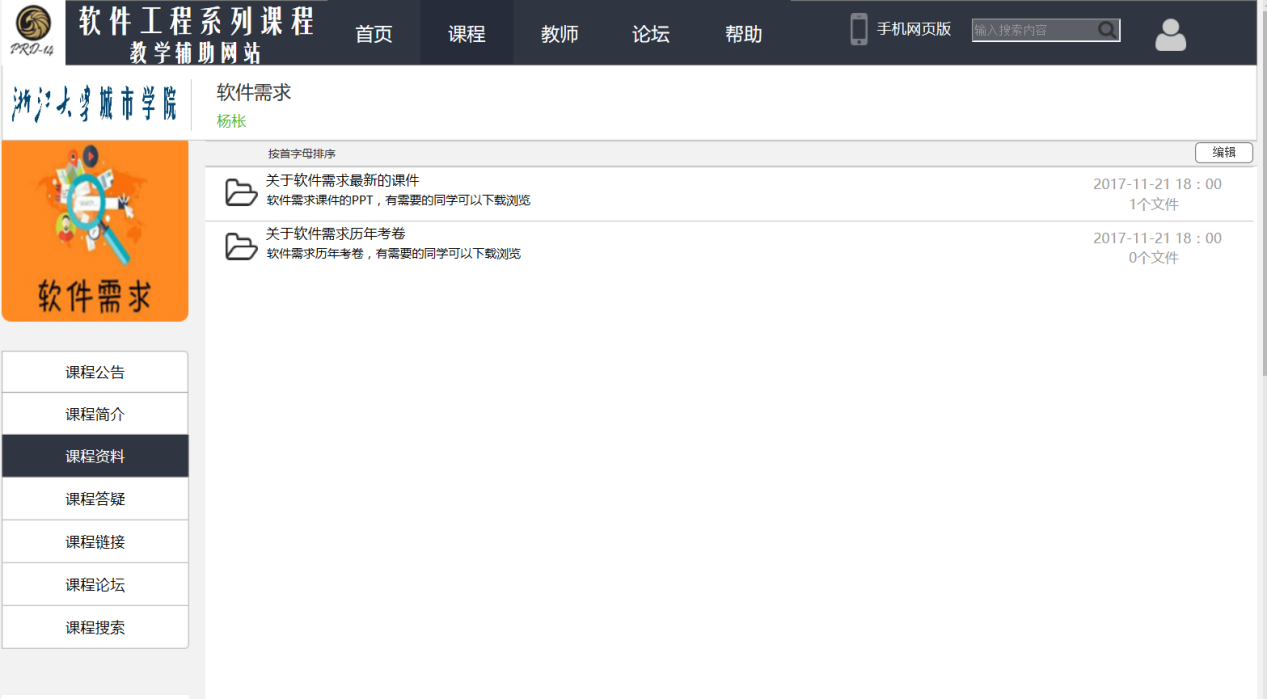 PRD-14
软件工程系列课程
教学辅助网站
首页
课程
教师
论坛
帮助
手机网页版
输入搜索内容
浙江大学城市学院
软件需求
杨枨
软件需求
按首字母排序
编辑
关于软件需求最新的课件
软件需求课件的PPT，有需要的同学可以下载浏览
2017-11-21 18：00
1个文件
关于软件需求历年考卷
软件需求历年考卷，有需要的同学可以下载浏览
2017-11-21 18：00
0个文件
课程公告
课程简介
课程资料
课程答疑
课程链接
课程论坛
课程搜索